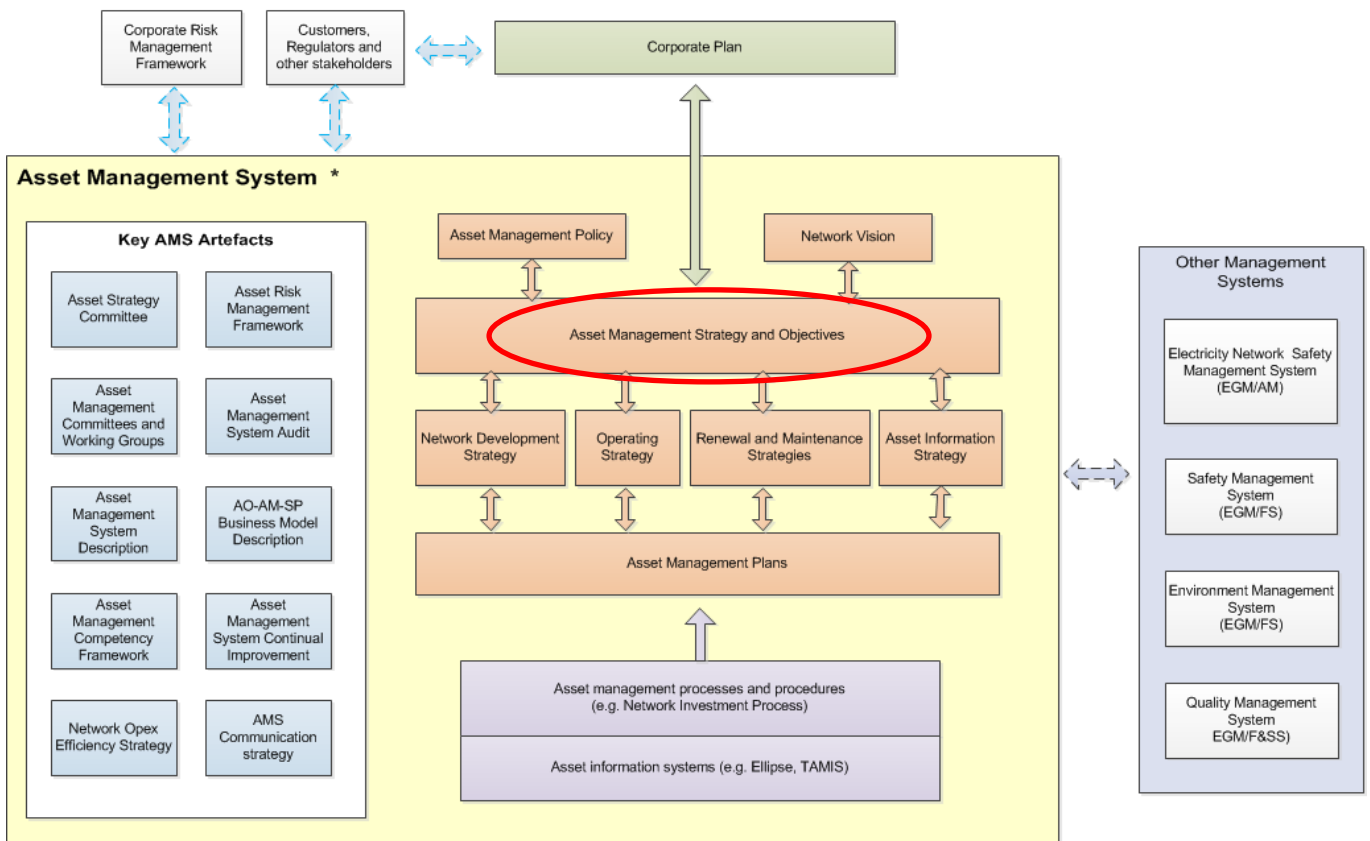 Corporate Risk
Management
Framework
Customers,
Regulators and
other stakeholders
Corporate Plan
Asset Management System *
Key AMS Artefacts
Asset Strategy
Committee
Asset Risk
Management
Framework
Asset
Management
Committees and
Working Groups
Asset
Management
System Audit
Asset
Management
System
Description
AO-AM-SP
Business Model
Description
Asset
Management
Competency
Framework
Asset
Management
System Continual
Improvement
Network Opex
Efficiency Strategy
AMS
Communication
strategy
Asset Management Policy
Network Vision
Asset Management Strategy and Objectives
Network Development
Strategy
Operating
Strategy
Renewal and Maintenance
Strategies
Asset Information
Strategy
Asset Management Plans
Asset management processes and procedures
(e.g. Network Investment Process)
Asset information systems (e.g. Ellipse, TAMIS)
Other Management
Systems
Electricity Network Safety
Management System
(EGM/AM)
Safety Management
System
(EGM/FS)
Environment Management
System
(EGM/FS)
Quality Management
System
EGM/F&SS)